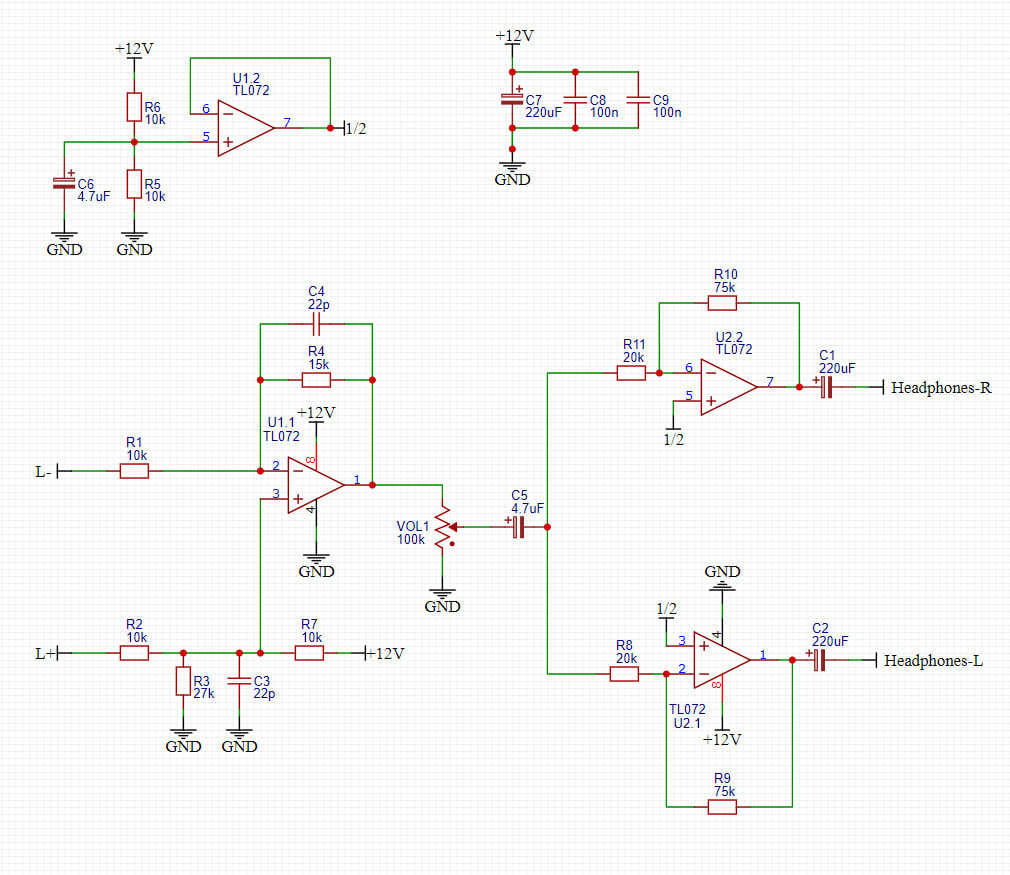 +12V
R6
10k
C6
4.7uF
R5
10k
GND
GND
U1.2
TL072
6
5
7
1/2
+12V
C7
220uF
C8
100n
C9
100n
GND
C4
22p
R4
15k
+12V
U1.1
TL072
8
2
3
1
4
GND
L-
R1
10k
L+
R2
10k
R3
27k
C3
22p
GND
GND
R7
10k
+12V
VOL1
100k
GND
C5
4.7uF
R10
75k
R11
20k
U2.2
TL072
6
5
7
1/2
C1
220uF
Headphones-R
GND
1/2
4
3
2
1
8
R8
20k
TL072
U2.1
+12V
C2
220uF
Headphones-L
R9
75k